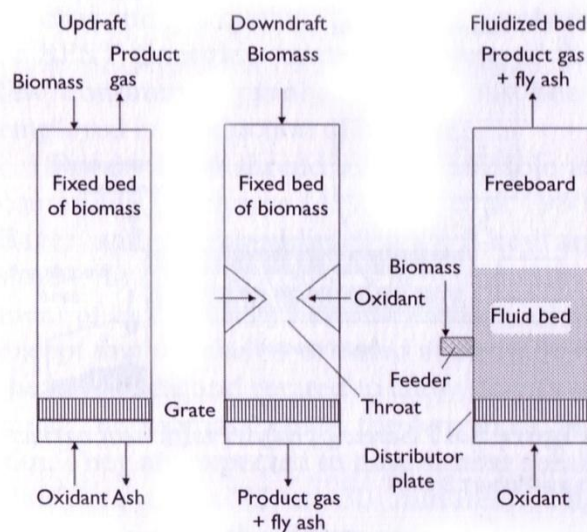 Updraft
Downdraft
Fluidized bed
Product
gas
Biomass
Biomass
Product gas
+ fly ash
Fixed bed
of biomass
Fixed bed
of biomass
Freeboard
Biomass
Oxidant
Fluid bed
Feeder
Grate
Throat
Distributor
plate
Oxidant Ash
Product gas
+ fly ash
Oxidant